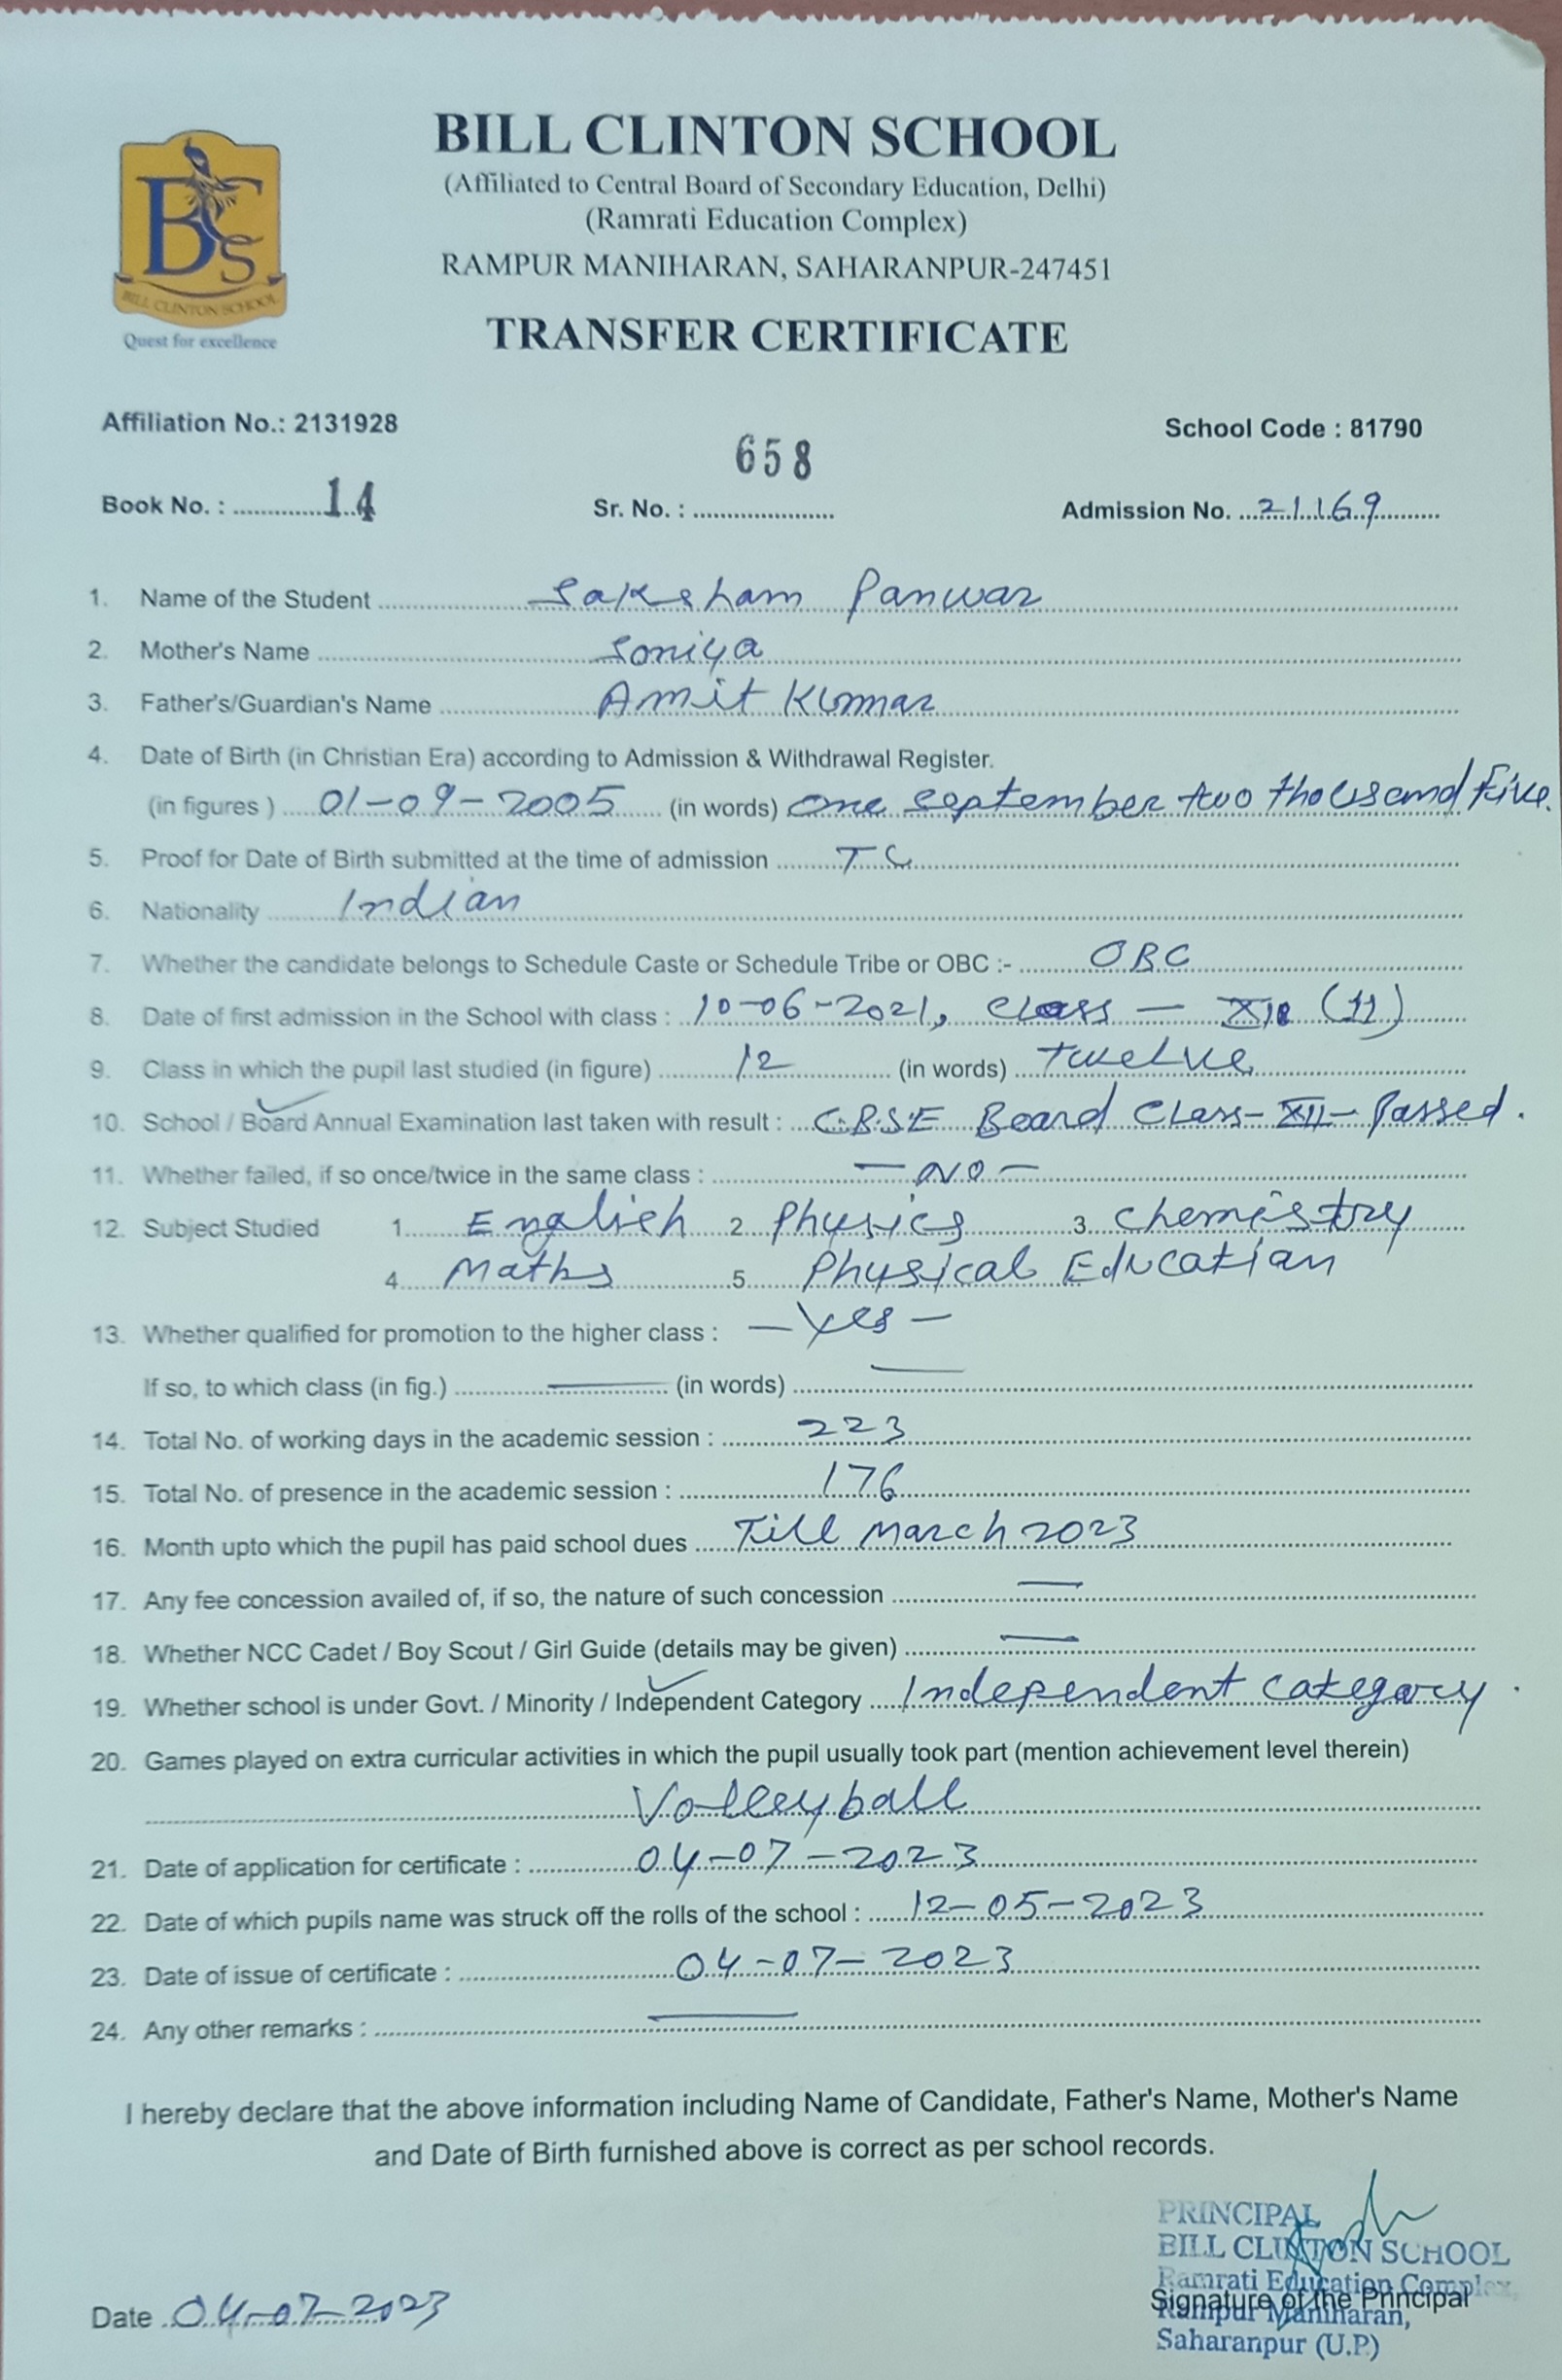 BILL CLINTON SCHOOL
(Affiliated to Central Board of Secondary Education, Delhi)
(Ramrati Education Complex)
RAMPUR MANIHARAN, SAHARANPUR-247451
TRANSFER CERTIFICATE
BCS
BILL CLINTON SCHOOL
Quest for excellence
Affiliation No.: 2131928 School Code : 81790
Book No. : 14 Sr. No. : 658 Admission No. 21169
1. Name of the Student Saksham Panwar
2. Mother's Name Soniya
3. Father's/Guardian's Name Amit Kumar
4. Date of Birth (in Christian Era) according to Admission & Withdrawal Register.
(in figures ) 01-09-2005 (in words) One september two thousand five.
5. Proof for Date of Birth submitted at the time of admission TC
6. Nationality Indian
7. Whether the candidate belongs to Schedule Caste or Schedule Tribe or OBC :- OBC
8. Date of first admission in the School with class : 10-06-2021, Class - (11)
9. Class in which the pupil last studied (in figure) 12 (in words) Twelve
10. School / Board Annual Examination last taken with result : C.B.S.E Board Class-XII-Passed.
11. Whether failed, if so once/twice in the same class : - NO -
12. Subject Studied 1. English 2. Physics 3. Chemistry
4. Maths 5. Physical Education
13. Whether qualified for promotion to the higher class : - Yes -
If so, to which class (in fig.) — (in words) —
14. Total No. of working days in the academic session : 223
15. Total No. of presence in the academic session : 176
16. Month upto which the pupil has paid school dues Till March 2023
17. Any fee concession availed of, if so, the nature of such concession —
18. Whether NCC Cadet / Boy Scout / Girl Guide (details may be given) —
19. Whether school is under Govt. / Minority / Independent Category Independent Category.
20. Games played on extra curricular activities in which the pupil usually took part (mention achievement level therein)
Volleyball
21. Date of application for certificate : 04-07-2023
22. Date of which pupils name was struck off the rolls of the school : 12-05-2023
23. Date of issue of certificate : 04-07-2023
24. Any other remarks : —
I hereby declare that the above information including Name of Candidate, Father's Name, Mother's Name
and Date of Birth furnished above is correct as per school records.
PRINCIPAL
BILL CLINTON SCHOOL
Ramrati Education Complex,
Signature of the Principal
Rampur Maniharan,
Saharanpur (U.P.)
Date 04-07-2023